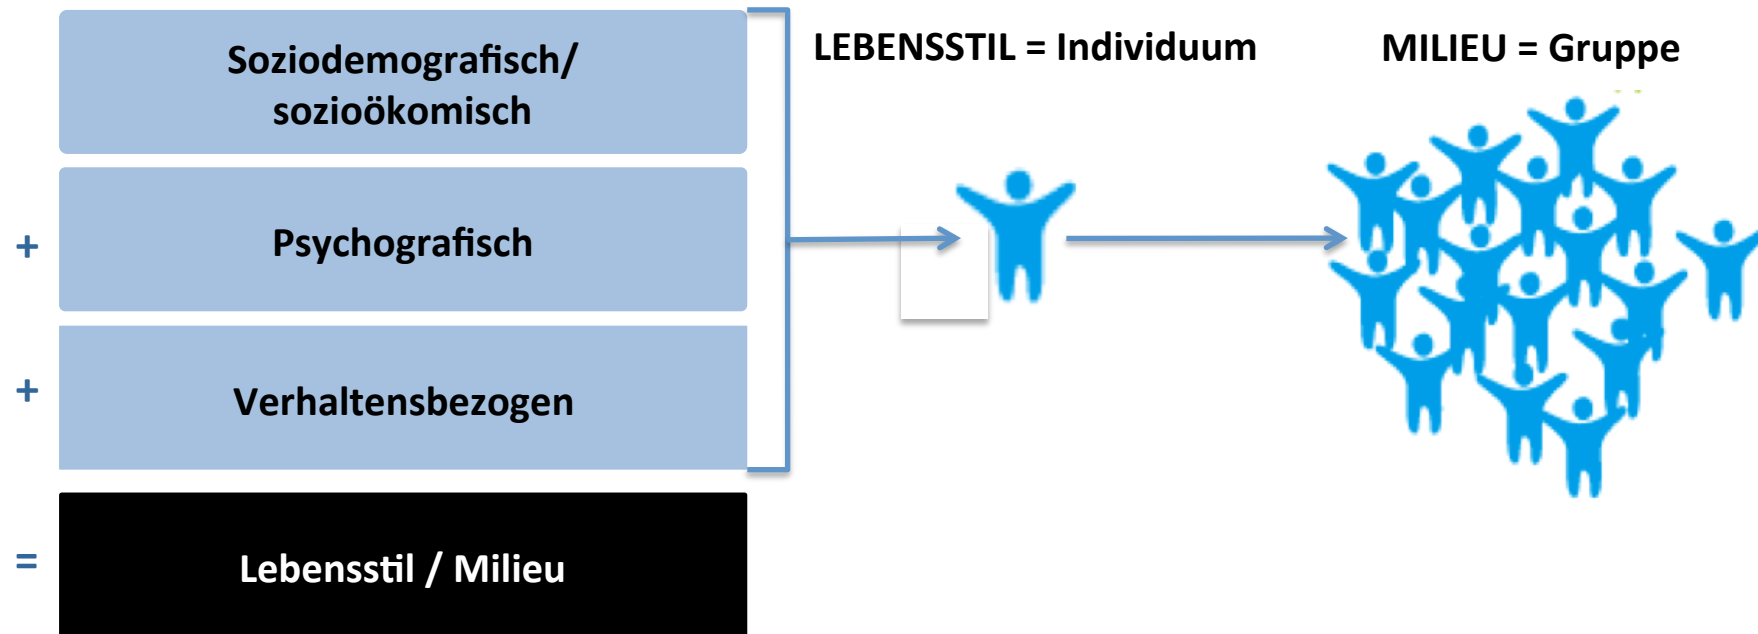 Soziodemografisch/
sozioökomisch
+
Psychografisch
+
Verhaltensbezogen
=
Lebensstil / Milieu
LEBENSSTIL = Individuum
MILIEU = Gruppe